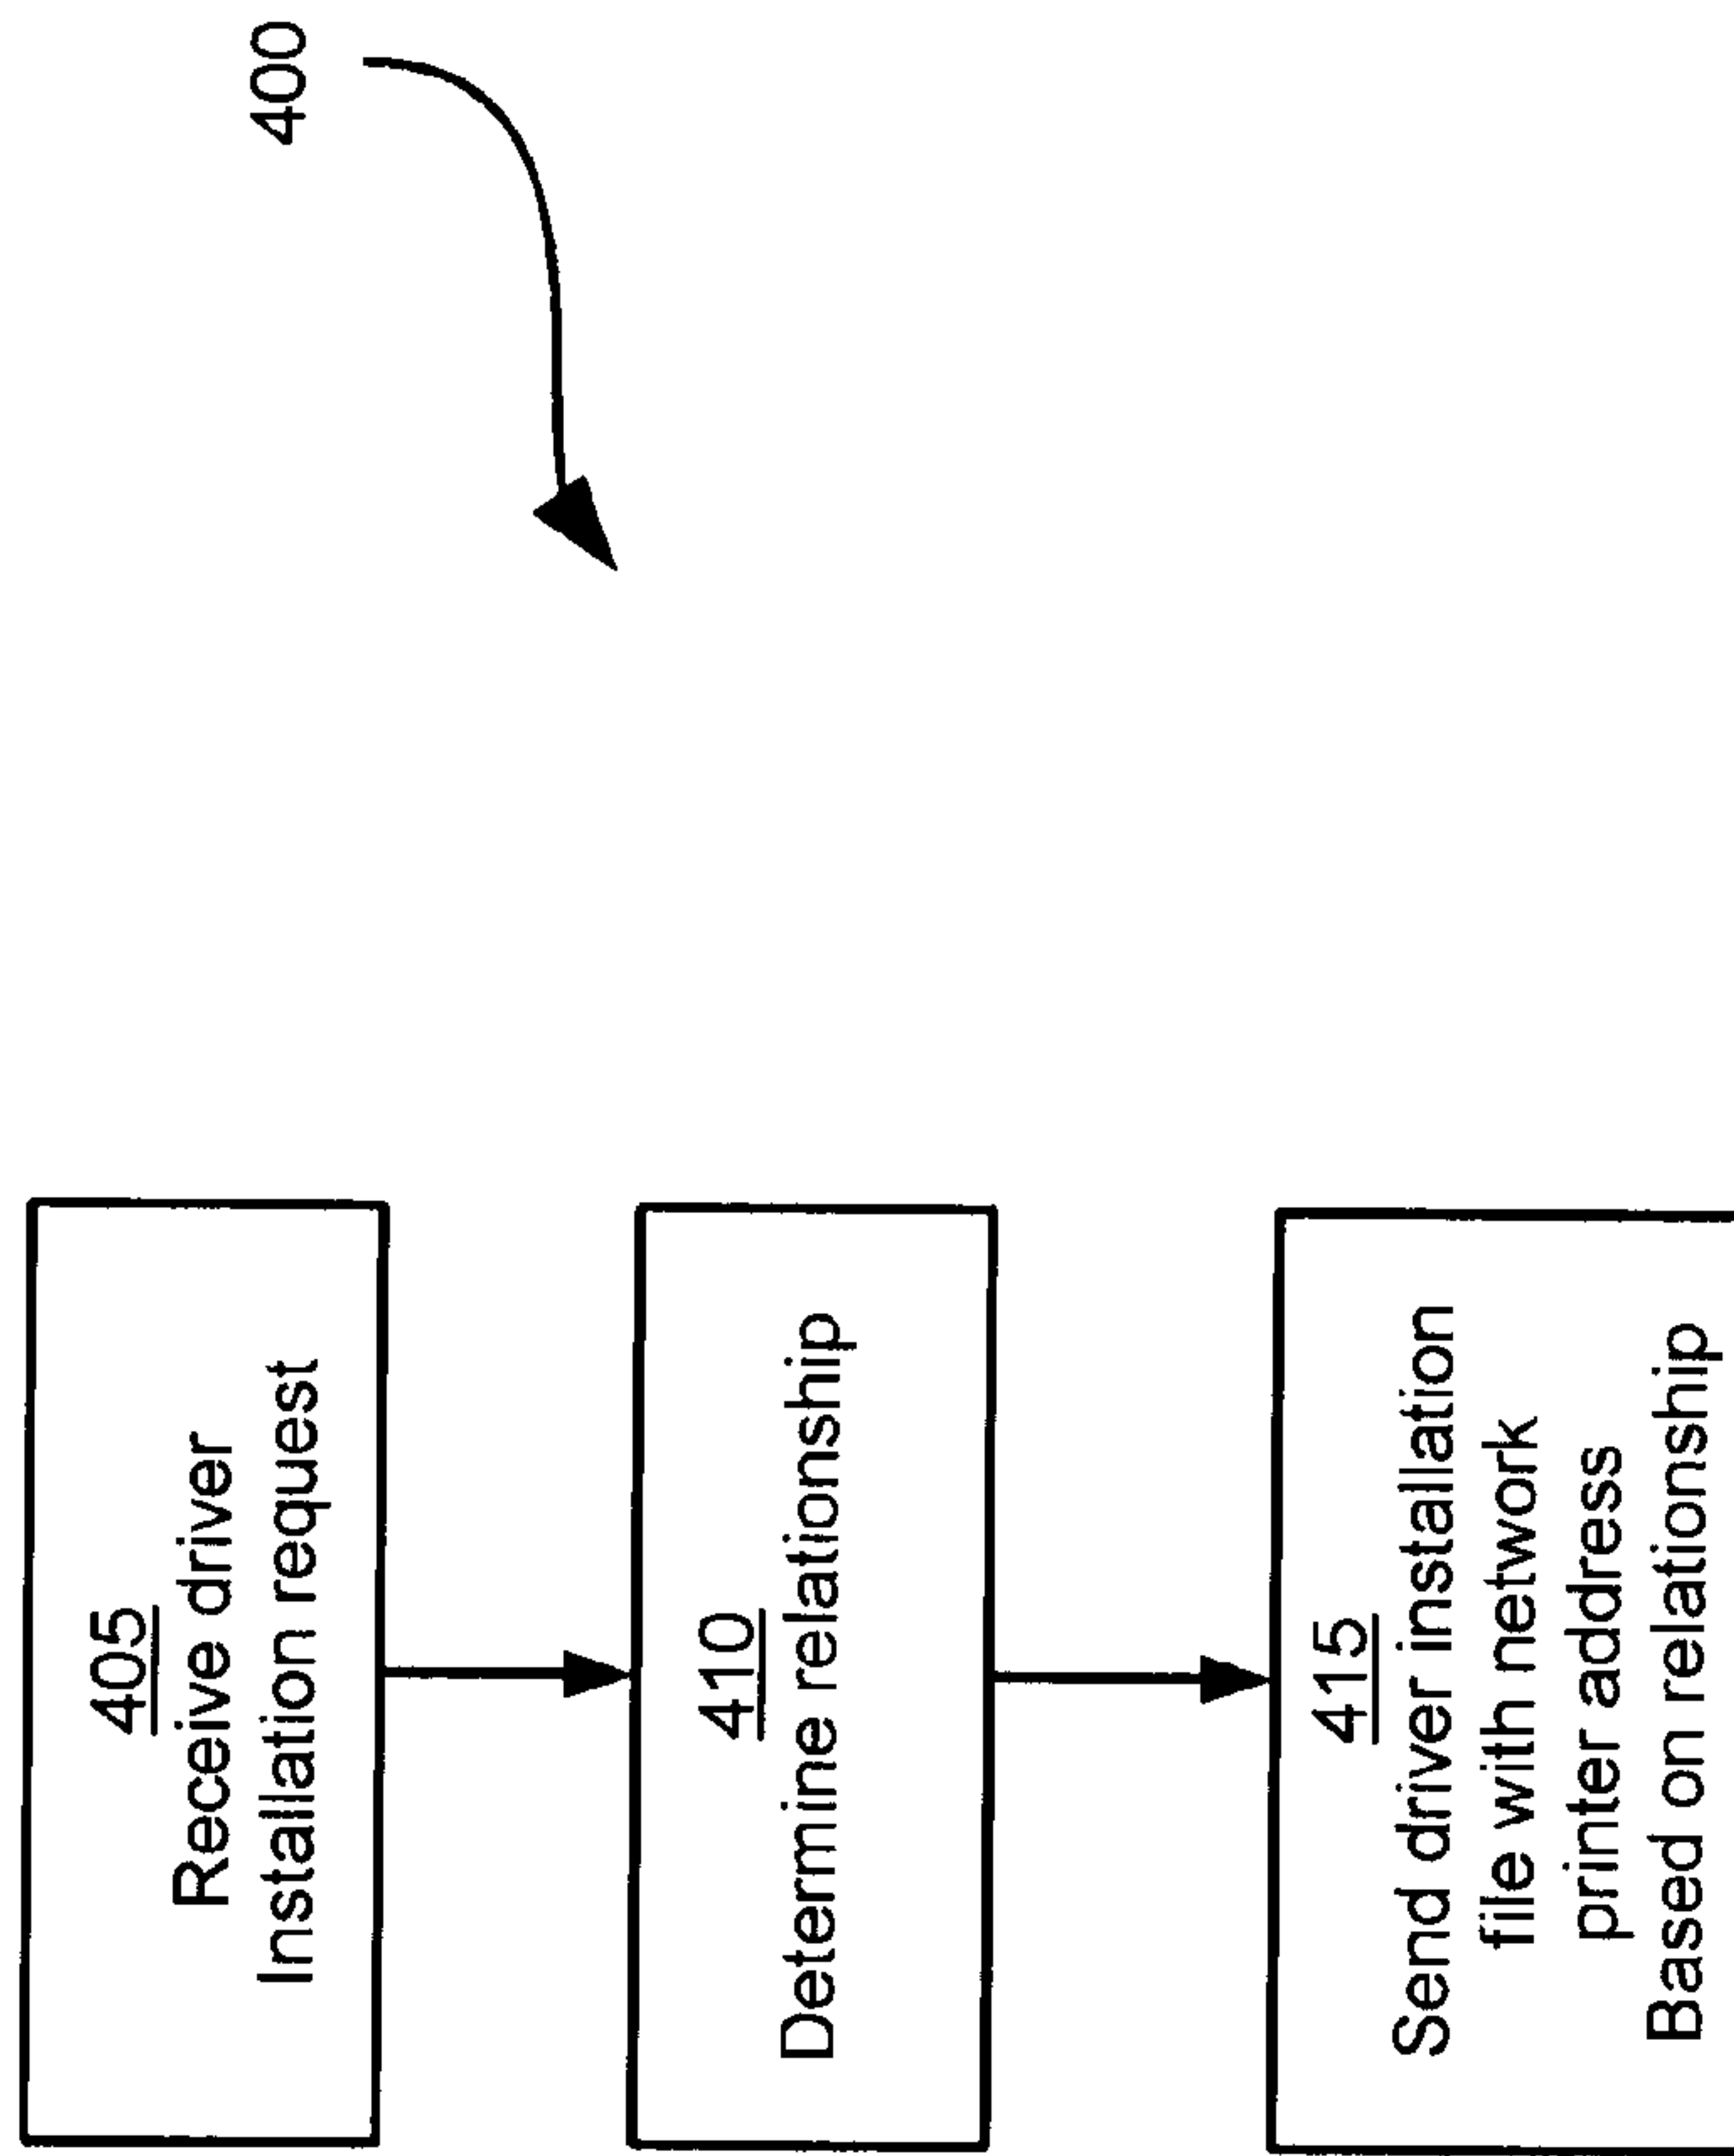 400
405
Receive driver
Installation request
410
Determine relationship
415
Send driver installation
file with network
printer address
Based on relationship